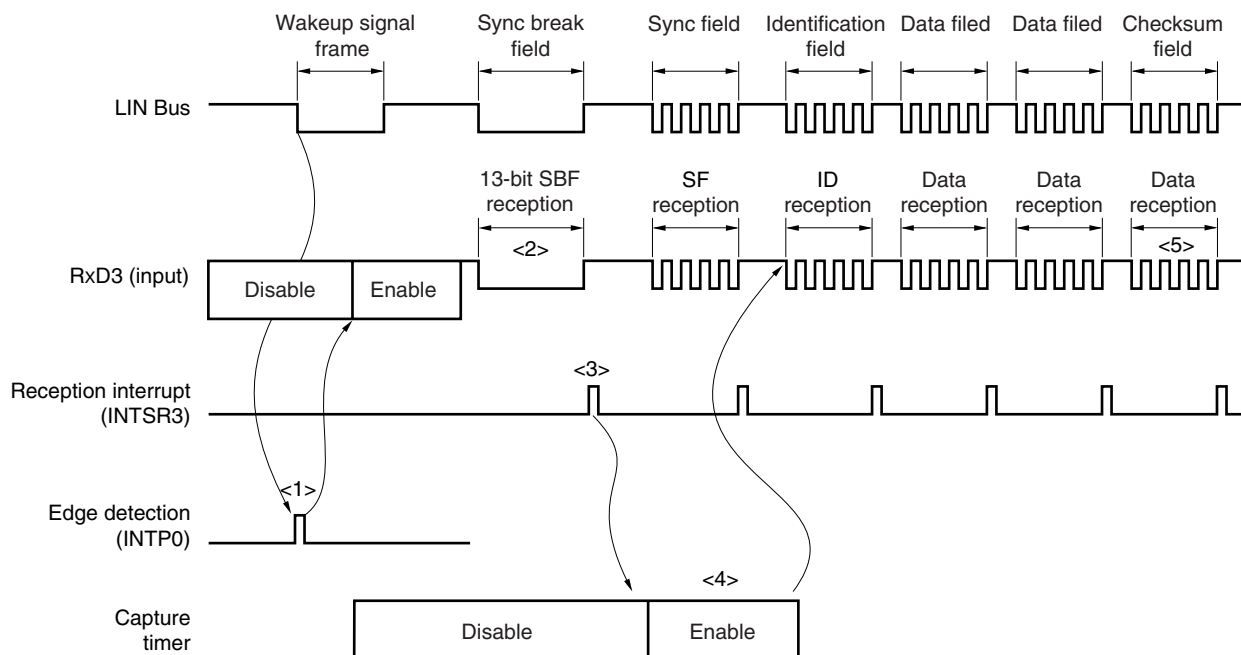 Wakeup signal
frame
Sync break
field
Sync field
Identification
field
Data filed
Data filed
Checksum
field
LIN Bus
13-bit SBF
reception
SF
reception
ID
reception
Data
reception
Data
reception
Data
reception
<2>
<5>
RxD3 (input)
Disable
Enable
Reception interrupt
(INTSR3)
<3>
Edge detection
(INTP0)
<1>
Capture
timer
Disable
<4>
Enable